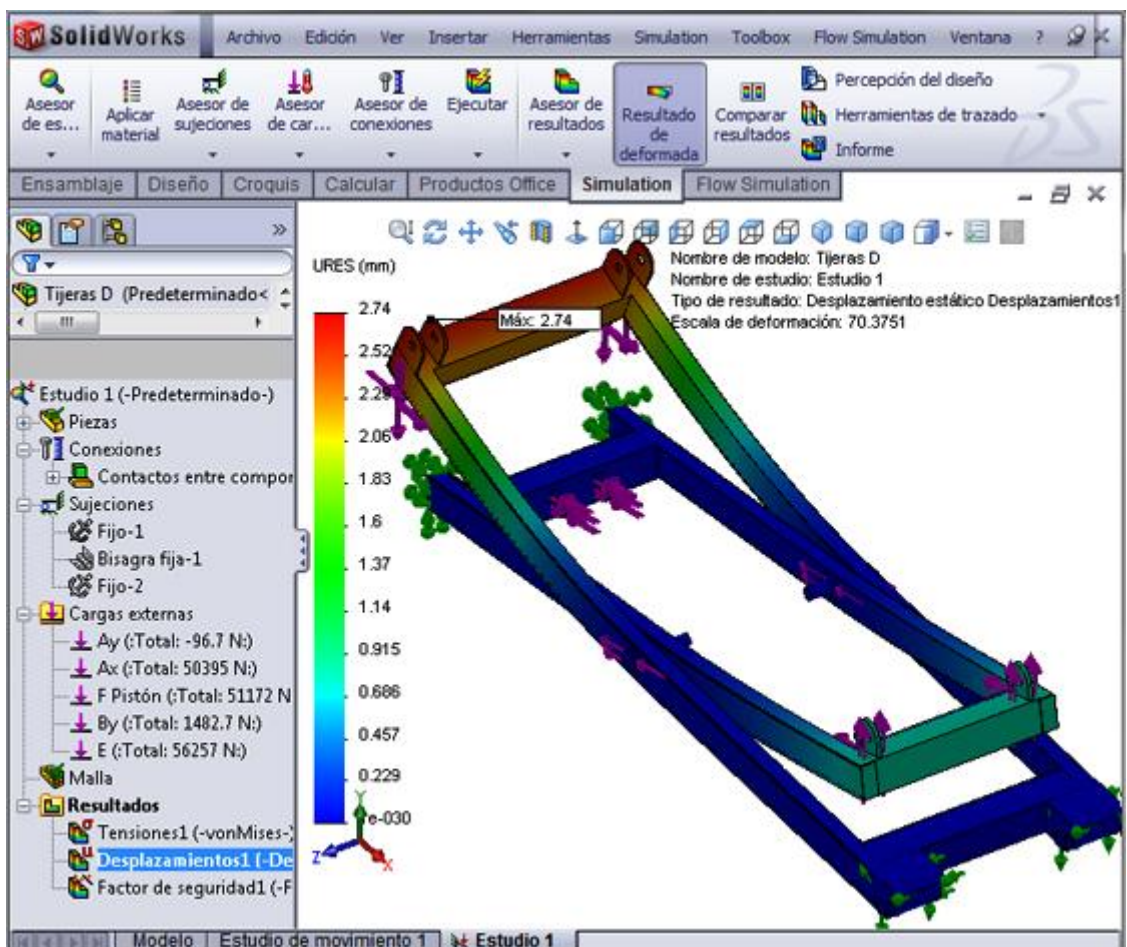 SolidWorks Archivo Edición Ver Insertar Herramientas Simulation Toolbox Flow Simulation Ventana ?
Asesor de es...
Aplicar material
Asesor de sujeciones
Asesor de car...
Asesor de conexiones
Ejecutar
Asesor de resultados
Resultado de deformada
Comparar resultados
Percepción del diseño
Herramientas de trazado
Informe
Ensamblaje Diseño Croquis Calcular Productos Office Simulation Flow Simulation
Tijeras D (Predeterminado<
Estudio 1 (-Predeterminado-)
Piezas
Conexiones
Contactos entre compor
Sujeciones
Fijo-1
Bisagra fija-1
Fijo-2
Cargas externas
Ay (:Total: -96.7 N:)
Ax (:Total: 50395 N:)
F Pistón (:Total: 51172 N
By (:Total: 1482.7 N:)
E (:Total: 56257 N:)
Malla
Resultados
Tensiones1 (-vonMises-)
Desplazamientos1 (-De
Factor de seguridad1 (-F
URES (mm)
2.74
2.52
2.29
2.06
1.83
1.6
1.37
1.14
0.915
0.686
0.457
0.229
e-030
Nombre de modelo: Tijeras D
Nombre de estudio: Estudio 1
Tipo de resultado: Desplazamiento estático Desplazamientos1
Escala de deformación: 70.3751
Máx: 2.74
Y
Z
X
Modelo Estudio de movimiento 1 Estudio 1